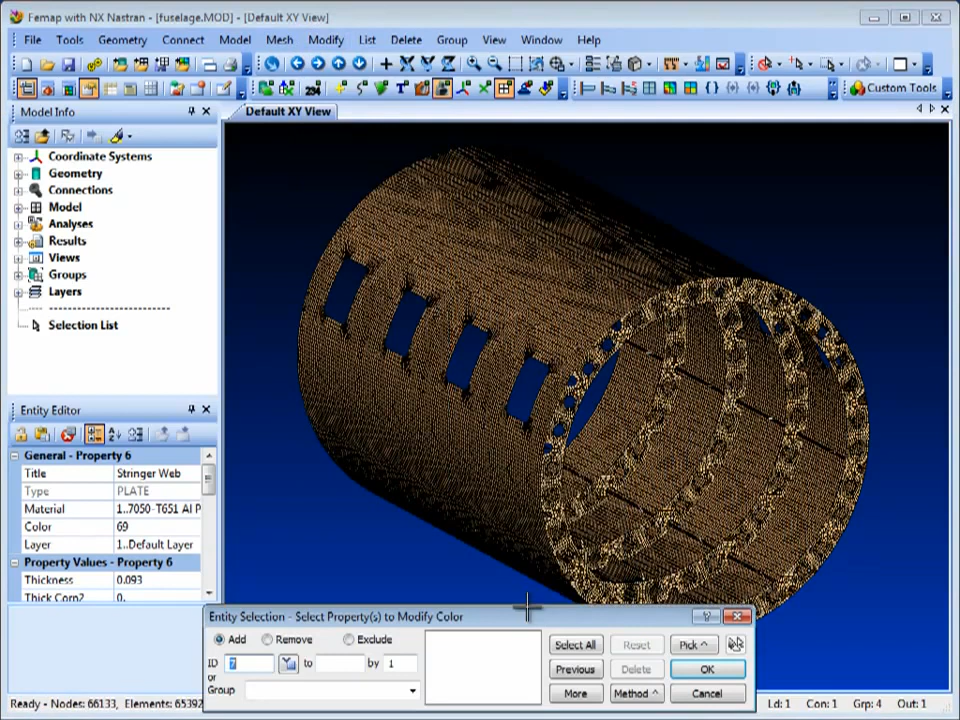 Femap with NX Nastran - [fuselage.MOD] - [Default XY View]
File Tools Geometry Connect Model Mesh Modify List Delete Group View Window Help
234
Custom Tools
Model Info
Default XY View
Coordinate Systems
Geometry
Connections
Model
Analyses
Results
Views
Groups
Layers
Selection List
Entity Editor
General - Property 6
Title Stringer Web
Type PLATE
Material 1..7050-T651 Al P
Color 69
Layer 1..Default Layer
Property Values - Property 6
Thickness 0.093
Thick Corn2 0.
Entity Selection - Select Property(s) to Modify Color
Add Remove Exclude
Select All Reset Pick ^
ID 7 to by 1
Previous Delete OK
or
Group
More Method ^ Cancel
Ready - Nodes: 66133, Elements: 65392
Ld: 1 Con: 1 Grp: 4 Out: 1